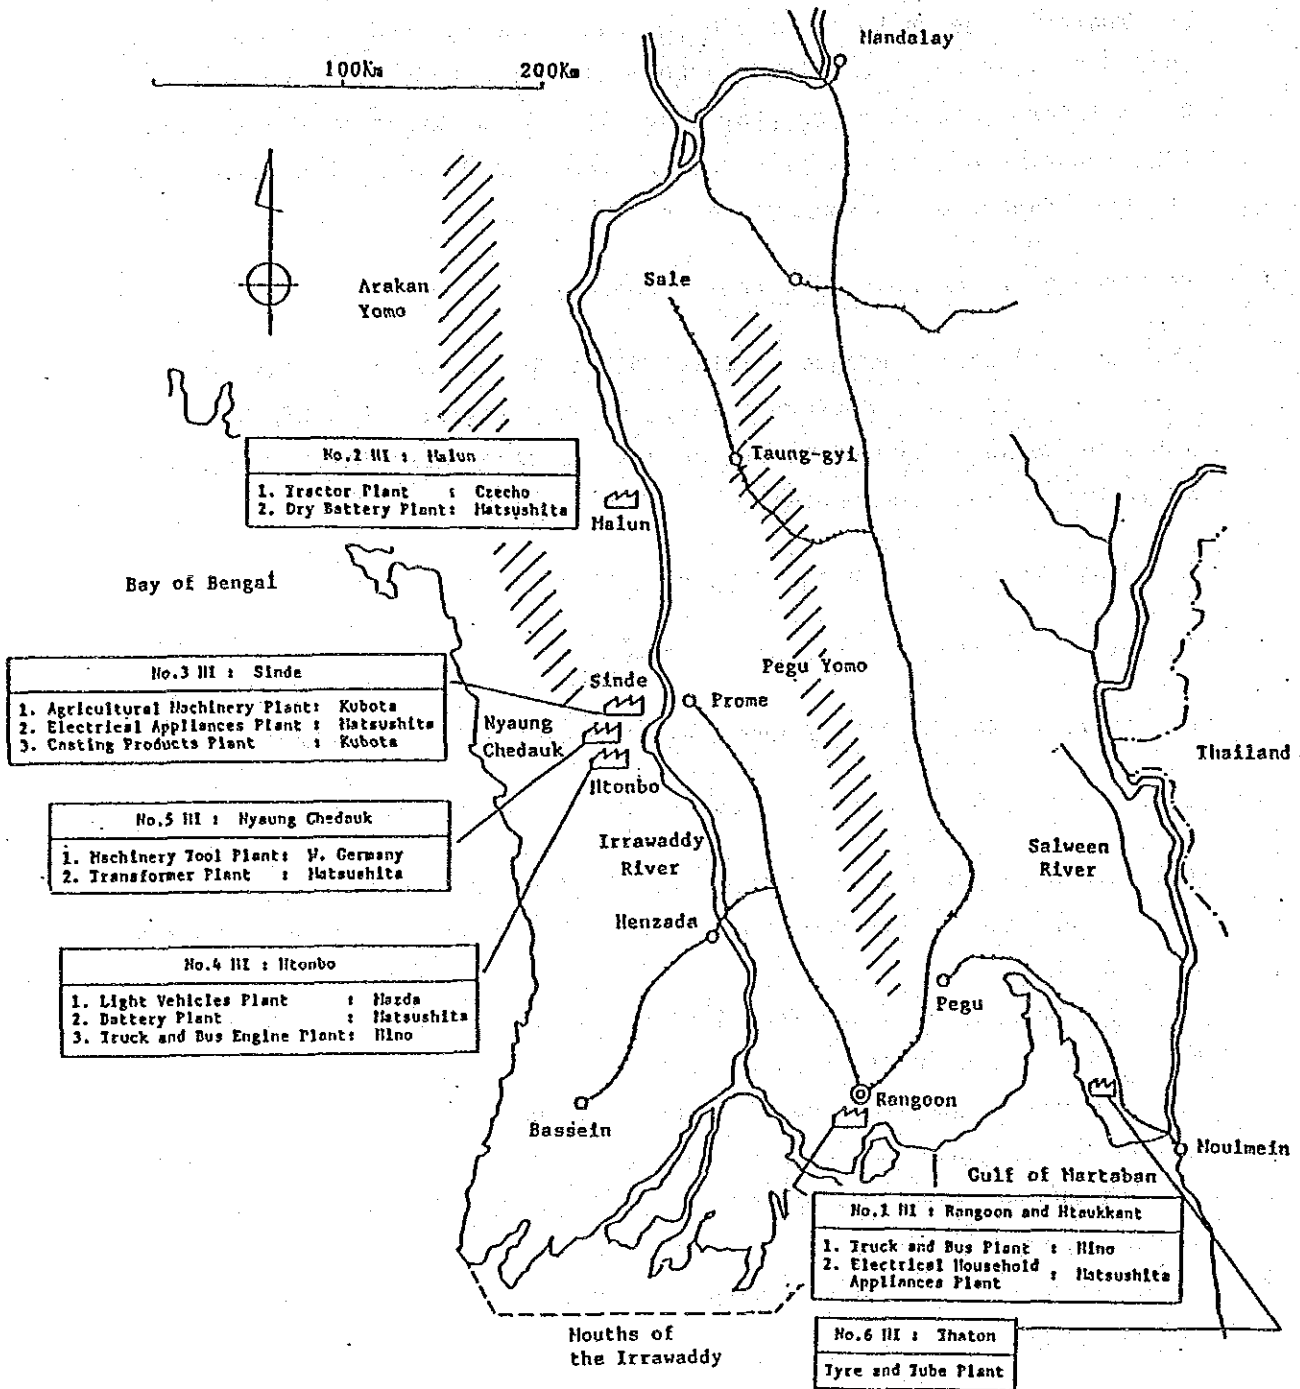 Mandalay
100Km 200Km
Sale
Arakan
Yomo
Taung-gyi
No.2 HI : Malun
1. Tractor Plant : Czecho
2. Dry Battery Plant: Matsushita
Malun
Bay of Bengal
Pegu Yomo
No.3 HI : Sinde
1. Agricultural Machinery Plant: Kubota
2. Electrical Appliances Plant : Matsushita
3. Casting Products Plant : Kubota
Sinde
Prome
Nyaung
Chedauk
Htonbo
Thailand
No.5 HI : Nyaung Chedauk
1. Machinery Tool Plant: W. Germany
2. Transformer Plant : Matsushita
Irrawaddy
River
Salween
River
Henzada
No.4 HI : Htonbo
1. Light Vehicles Plant : Mazda
2. Battery Plant : Matsushita
3. Truck and Bus Engine Plant: Hino
Pegu
Rangoon
Bassein
Moulmein
Gulf of Martaban
No.1 HI : Rangoon and Htaukkant
1. Truck and Bus Plant : Hino
2. Electrical Household
Appliances Plant : Matsushita
Mouths of
the Irrawaddy
No.6 HI : Thaton
Tyre and Tube Plant